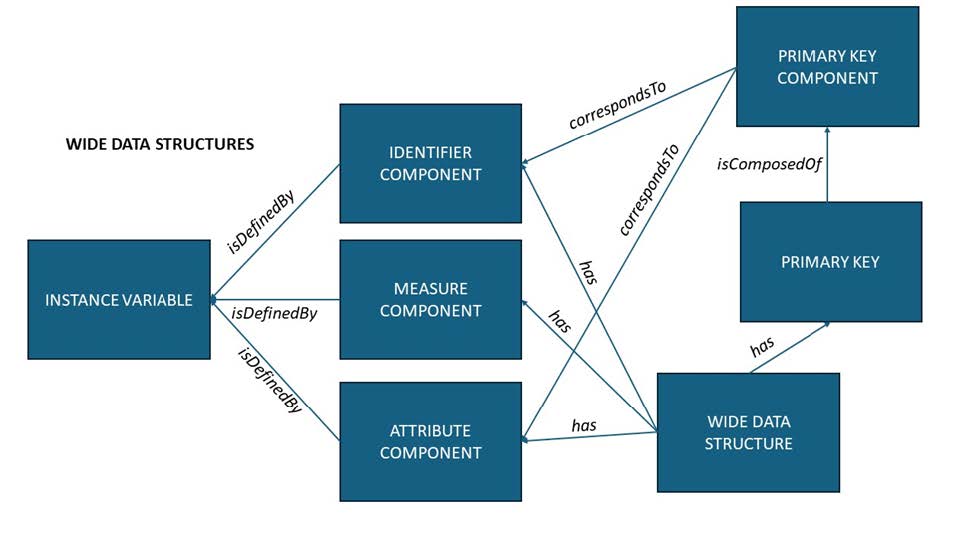 PRIMARY KEY
COMPONENT
correspondsTo
WIDE DATA STRUCTURES
IDENTIFIER
COMPONENT
correspondsTo
isComposedOf
isDefinedBy
PRIMARY KEY
has
INSTANCE VARIABLE
MEASURE
COMPONENT
isDefinedBy
has
has
isDefinedBy
ATTRIBUTE
COMPONENT
has
WIDE DATA
STRUCTURE